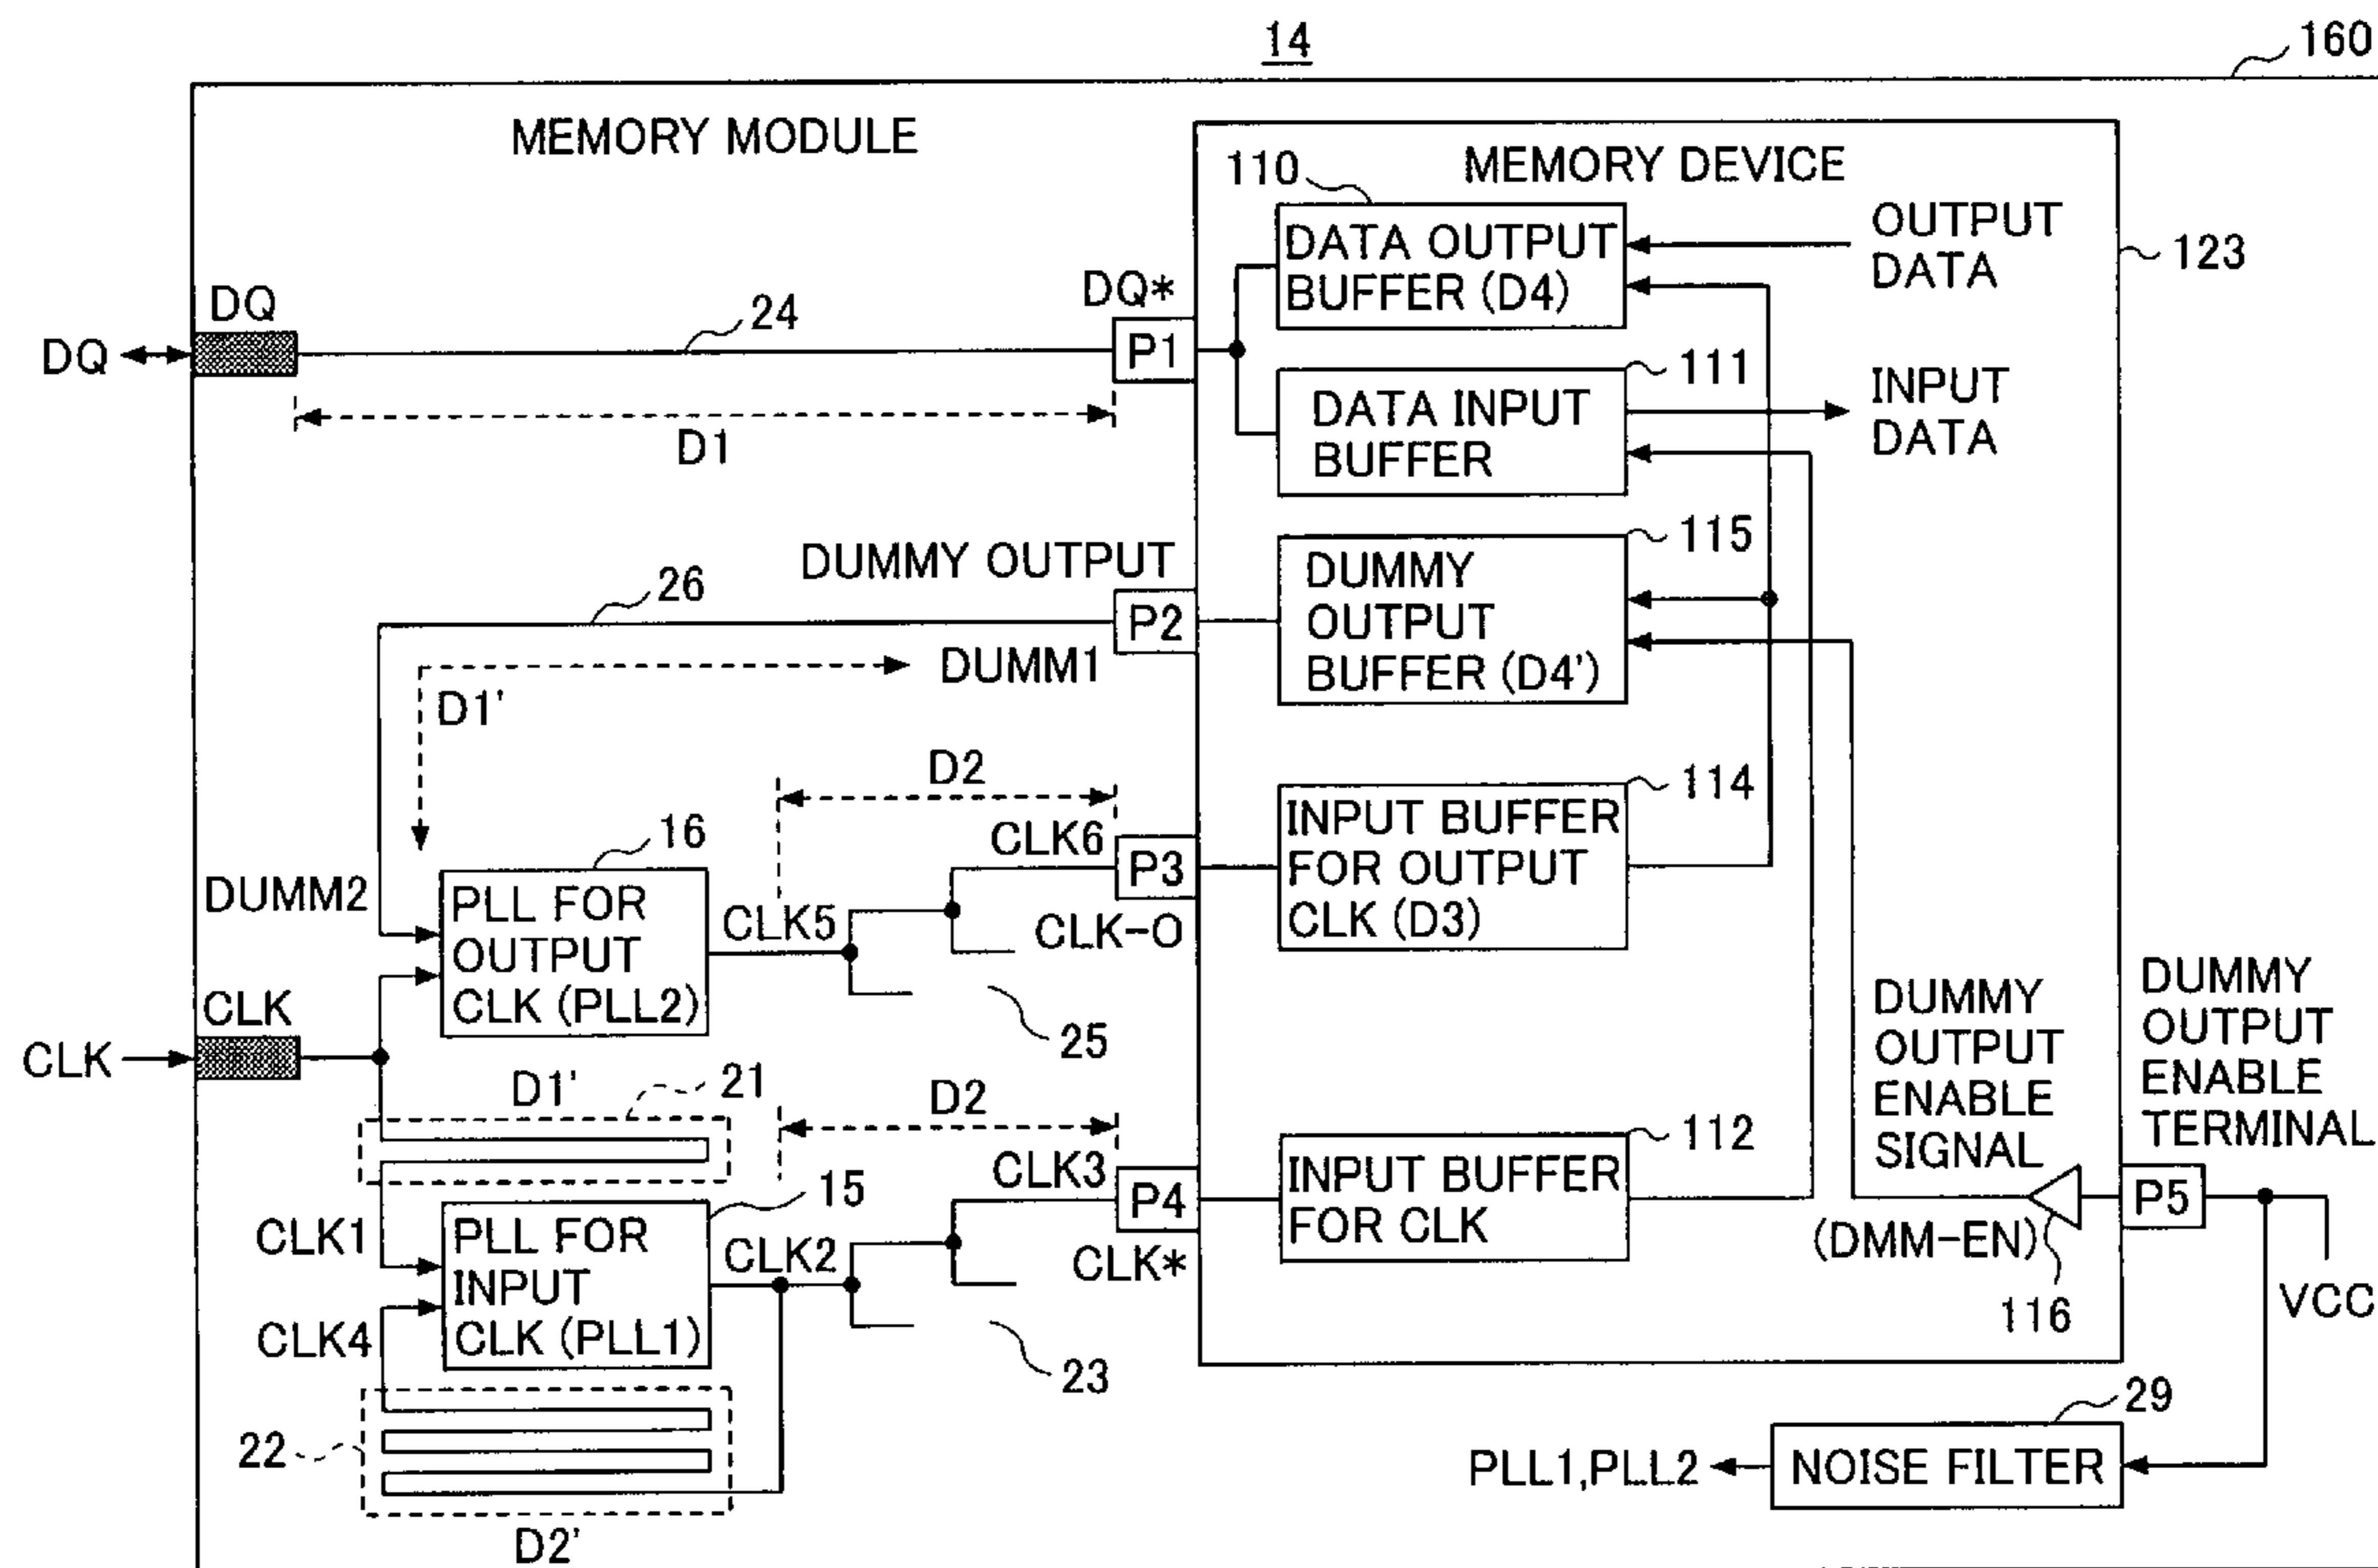 14
160
MEMORY MODULE
MEMORY DEVICE
110
DATA OUTPUT
BUFFER (D4)
OUTPUT
DATA
123
DQ
DQ
24
DQ*
P1
D1
111
DATA INPUT
BUFFER
INPUT
DATA
115
DUMMY
OUTPUT
BUFFER (D4')
DUMMY OUTPUT
26
P2
DUMM1
D1'
D2
114
INPUT BUFFER
FOR OUTPUT
CLK (D3)
16
CLK6
P3
CLK-O
DUMM2
PLL FOR
OUTPUT
CLK (PLL2)
CLK5
25
CLK
CLK
DUMMY
OUTPUT
ENABLE
SIGNAL
(DMM-EN)
DUMMY
OUTPUT
ENABLE
TERMINAL
D1'
21
D2
112
INPUT BUFFER
FOR CLK
CLK3
P4
CLK*
15
CLK1
PLL FOR
INPUT
CLK (PLL1)
CLK2
CLK4
23
116
P5
VCC
22
D2'
29
NOISE FILTER
PLL1,PLL2